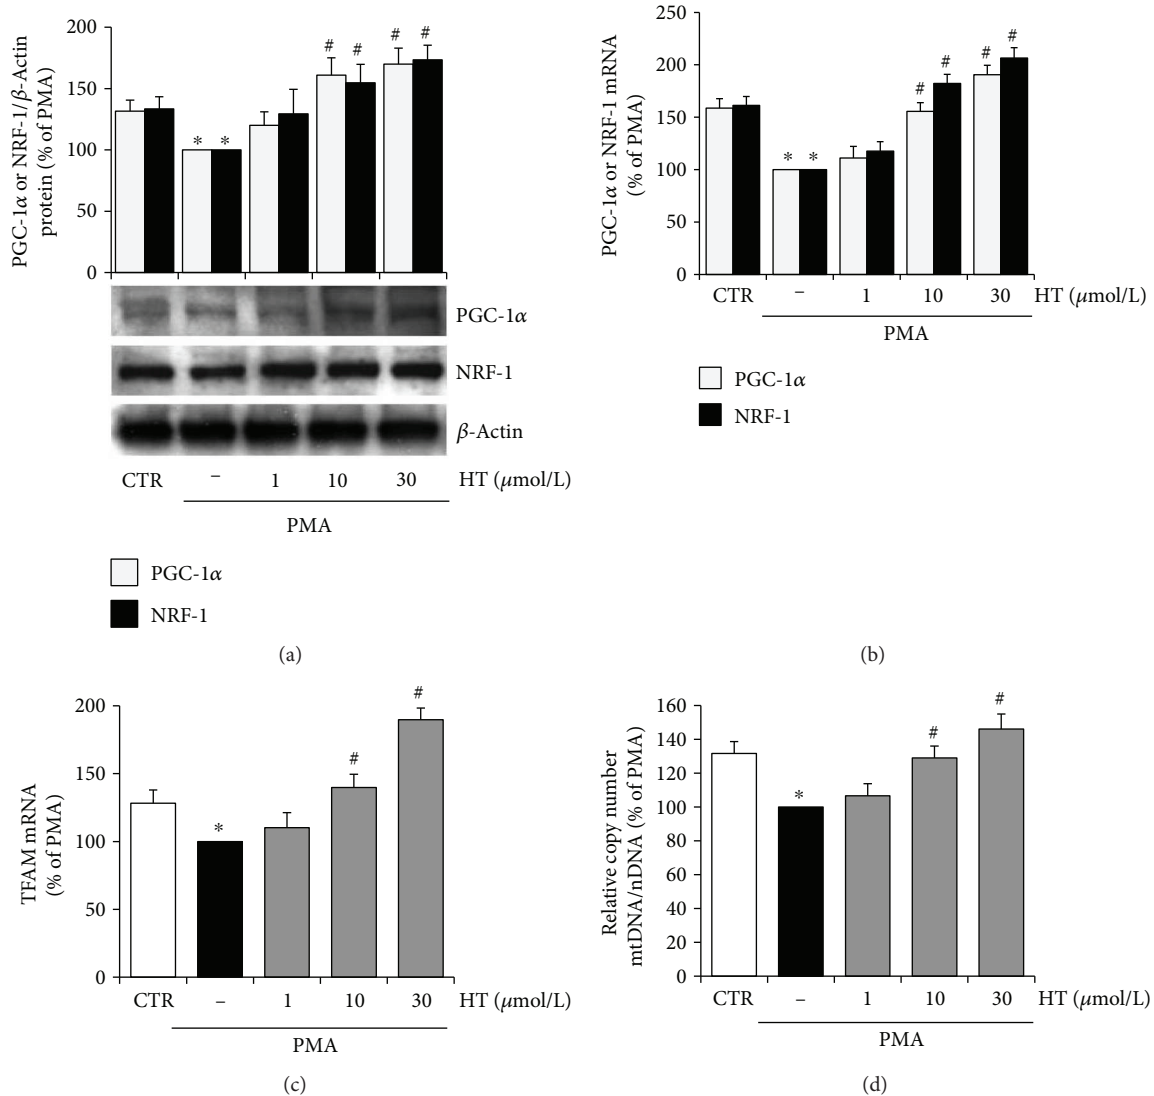 PGC-1α or NRF-1/β-Actin
protein (% of PMA)
200
150
100
50
0
* *
# #
# #
PGC-1α
NRF-1
β-Actin
CTR – 1 10 30 HT (μmol/L)
PMA
PGC-1α
NRF-1
(a)
PGC-1α or NRF-1 mRNA
(% of PMA)
250
200
150
100
50
0
* *
# #
# #
CTR – 1 10 30 HT (μmol/L)
PMA
PGC-1α
NRF-1
(b)
TFAM mRNA
(% of PMA)
200
150
100
50
0
*
#
#
CTR – 1 10 30 HT (μmol/L)
PMA
(c)
Relative copy number
mtDNA/nDNA (% of PMA)
160
140
120
100
80
60
40
20
0
*
#
#
CTR – 1 10 30 HT (μmol/L)
PMA
(d)